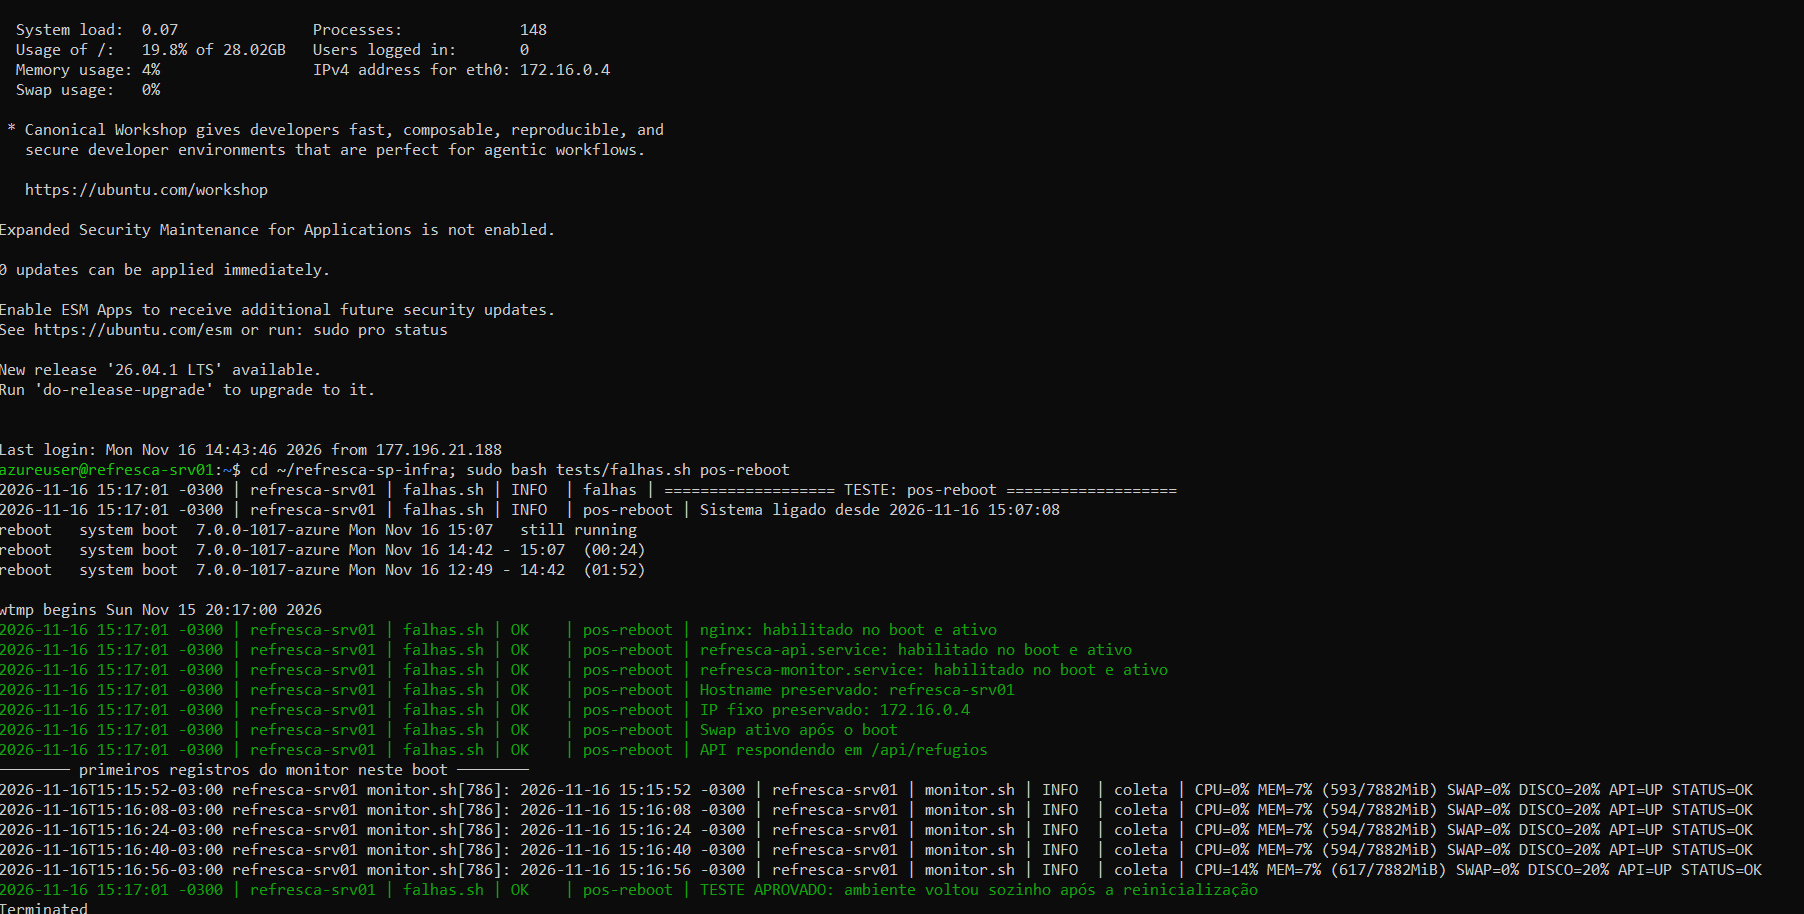 System load:  0.07               Processes:             148
Usage of /:   19.8% of 28.02GB   Users logged in:       0
Memory usage: 4%                 IPv4 address for eth0: 172.16.0.4
Swap usage:   0%
* Canonical Workshop gives developers fast, composable, reproducible, and
secure developer environments that are perfect for agentic workflows.
https://ubuntu.com/workshop
Expanded Security Maintenance for Applications is not enabled.
0 updates can be applied immediately.
Enable ESM Apps to receive additional future security updates.
See https://ubuntu.com/esm or run: sudo pro status
New release '26.04.1 LTS' available.
Run 'do-release-upgrade' to upgrade to it.
Last login: Mon Nov 16 14:43:46 2026 from 177.196.21.188
azureuser@refresca-srv01:~$ cd ~/refresca-sp-infra; sudo bash tests/falhas.sh pos-reboot
2026-11-16 15:17:01 -0300 | refresca-srv01 | falhas.sh | INFO  | falhas | =================== TESTE: pos-reboot ===================
2026-11-16 15:17:01 -0300 | refresca-srv01 | falhas.sh | INFO  | pos-reboot | Sistema ligado desde 2026-11-16 15:07:08
reboot   system boot  7.0.0-1017-azure Mon Nov 16 15:07   still running
reboot   system boot  7.0.0-1017-azure Mon Nov 16 14:42 - 15:07  (00:24)
reboot   system boot  7.0.0-1017-azure Mon Nov 16 12:49 - 14:42  (01:52)
wtmp begins Sun Nov 15 20:17:00 2026
2026-11-16 15:17:01 -0300 | refresca-srv01 | falhas.sh | OK    | pos-reboot | nginx: habilitado no boot e ativo
2026-11-16 15:17:01 -0300 | refresca-srv01 | falhas.sh | OK    | pos-reboot | refresca-api.service: habilitado no boot e ativo
2026-11-16 15:17:01 -0300 | refresca-srv01 | falhas.sh | OK    | pos-reboot | refresca-monitor.service: habilitado no boot e ativo
2026-11-16 15:17:01 -0300 | refresca-srv01 | falhas.sh | OK    | pos-reboot | Hostname preservado: refresca-srv01
2026-11-16 15:17:01 -0300 | refresca-srv01 | falhas.sh | OK    | pos-reboot | IP fixo preservado: 172.16.0.4
2026-11-16 15:17:01 -0300 | refresca-srv01 | falhas.sh | OK    | pos-reboot | Swap ativo após o boot
2026-11-16 15:17:01 -0300 | refresca-srv01 | falhas.sh | OK    | pos-reboot | API respondendo em /api/refugios
──────── primeiros registros do monitor neste boot ────────
2026-11-16T15:15:52-03:00 refresca-srv01 monitor.sh[786]: 2026-11-16 15:15:52 -0300 | refresca-srv01 | monitor.sh | INFO  | coleta | CPU=0% MEM=7% (593/7882MiB) SWAP=0% DISCO=20% API=UP STATUS=OK
2026-11-16T15:16:08-03:00 refresca-srv01 monitor.sh[786]: 2026-11-16 15:16:08 -0300 | refresca-srv01 | monitor.sh | INFO  | coleta | CPU=0% MEM=7% (594/7882MiB) SWAP=0% DISCO=20% API=UP STATUS=OK
2026-11-16T15:16:24-03:00 refresca-srv01 monitor.sh[786]: 2026-11-16 15:16:24 -0300 | refresca-srv01 | monitor.sh | INFO  | coleta | CPU=0% MEM=7% (594/7882MiB) SWAP=0% DISCO=20% API=UP STATUS=OK
2026-11-16T15:16:40-03:00 refresca-srv01 monitor.sh[786]: 2026-11-16 15:16:40 -0300 | refresca-srv01 | monitor.sh | INFO  | coleta | CPU=0% MEM=7% (594/7882MiB) SWAP=0% DISCO=20% API=UP STATUS=OK
2026-11-16T15:16:56-03:00 refresca-srv01 monitor.sh[786]: 2026-11-16 15:16:56 -0300 | refresca-srv01 | monitor.sh | INFO  | coleta | CPU=14% MEM=7% (617/7882MiB) SWAP=0% DISCO=20% API=UP STATUS=OK
2026-11-16 15:17:01 -0300 | refresca-srv01 | falhas.sh | OK    | pos-reboot | TESTE APROVADO: ambiente voltou sozinho após a reinicialização
Terminated